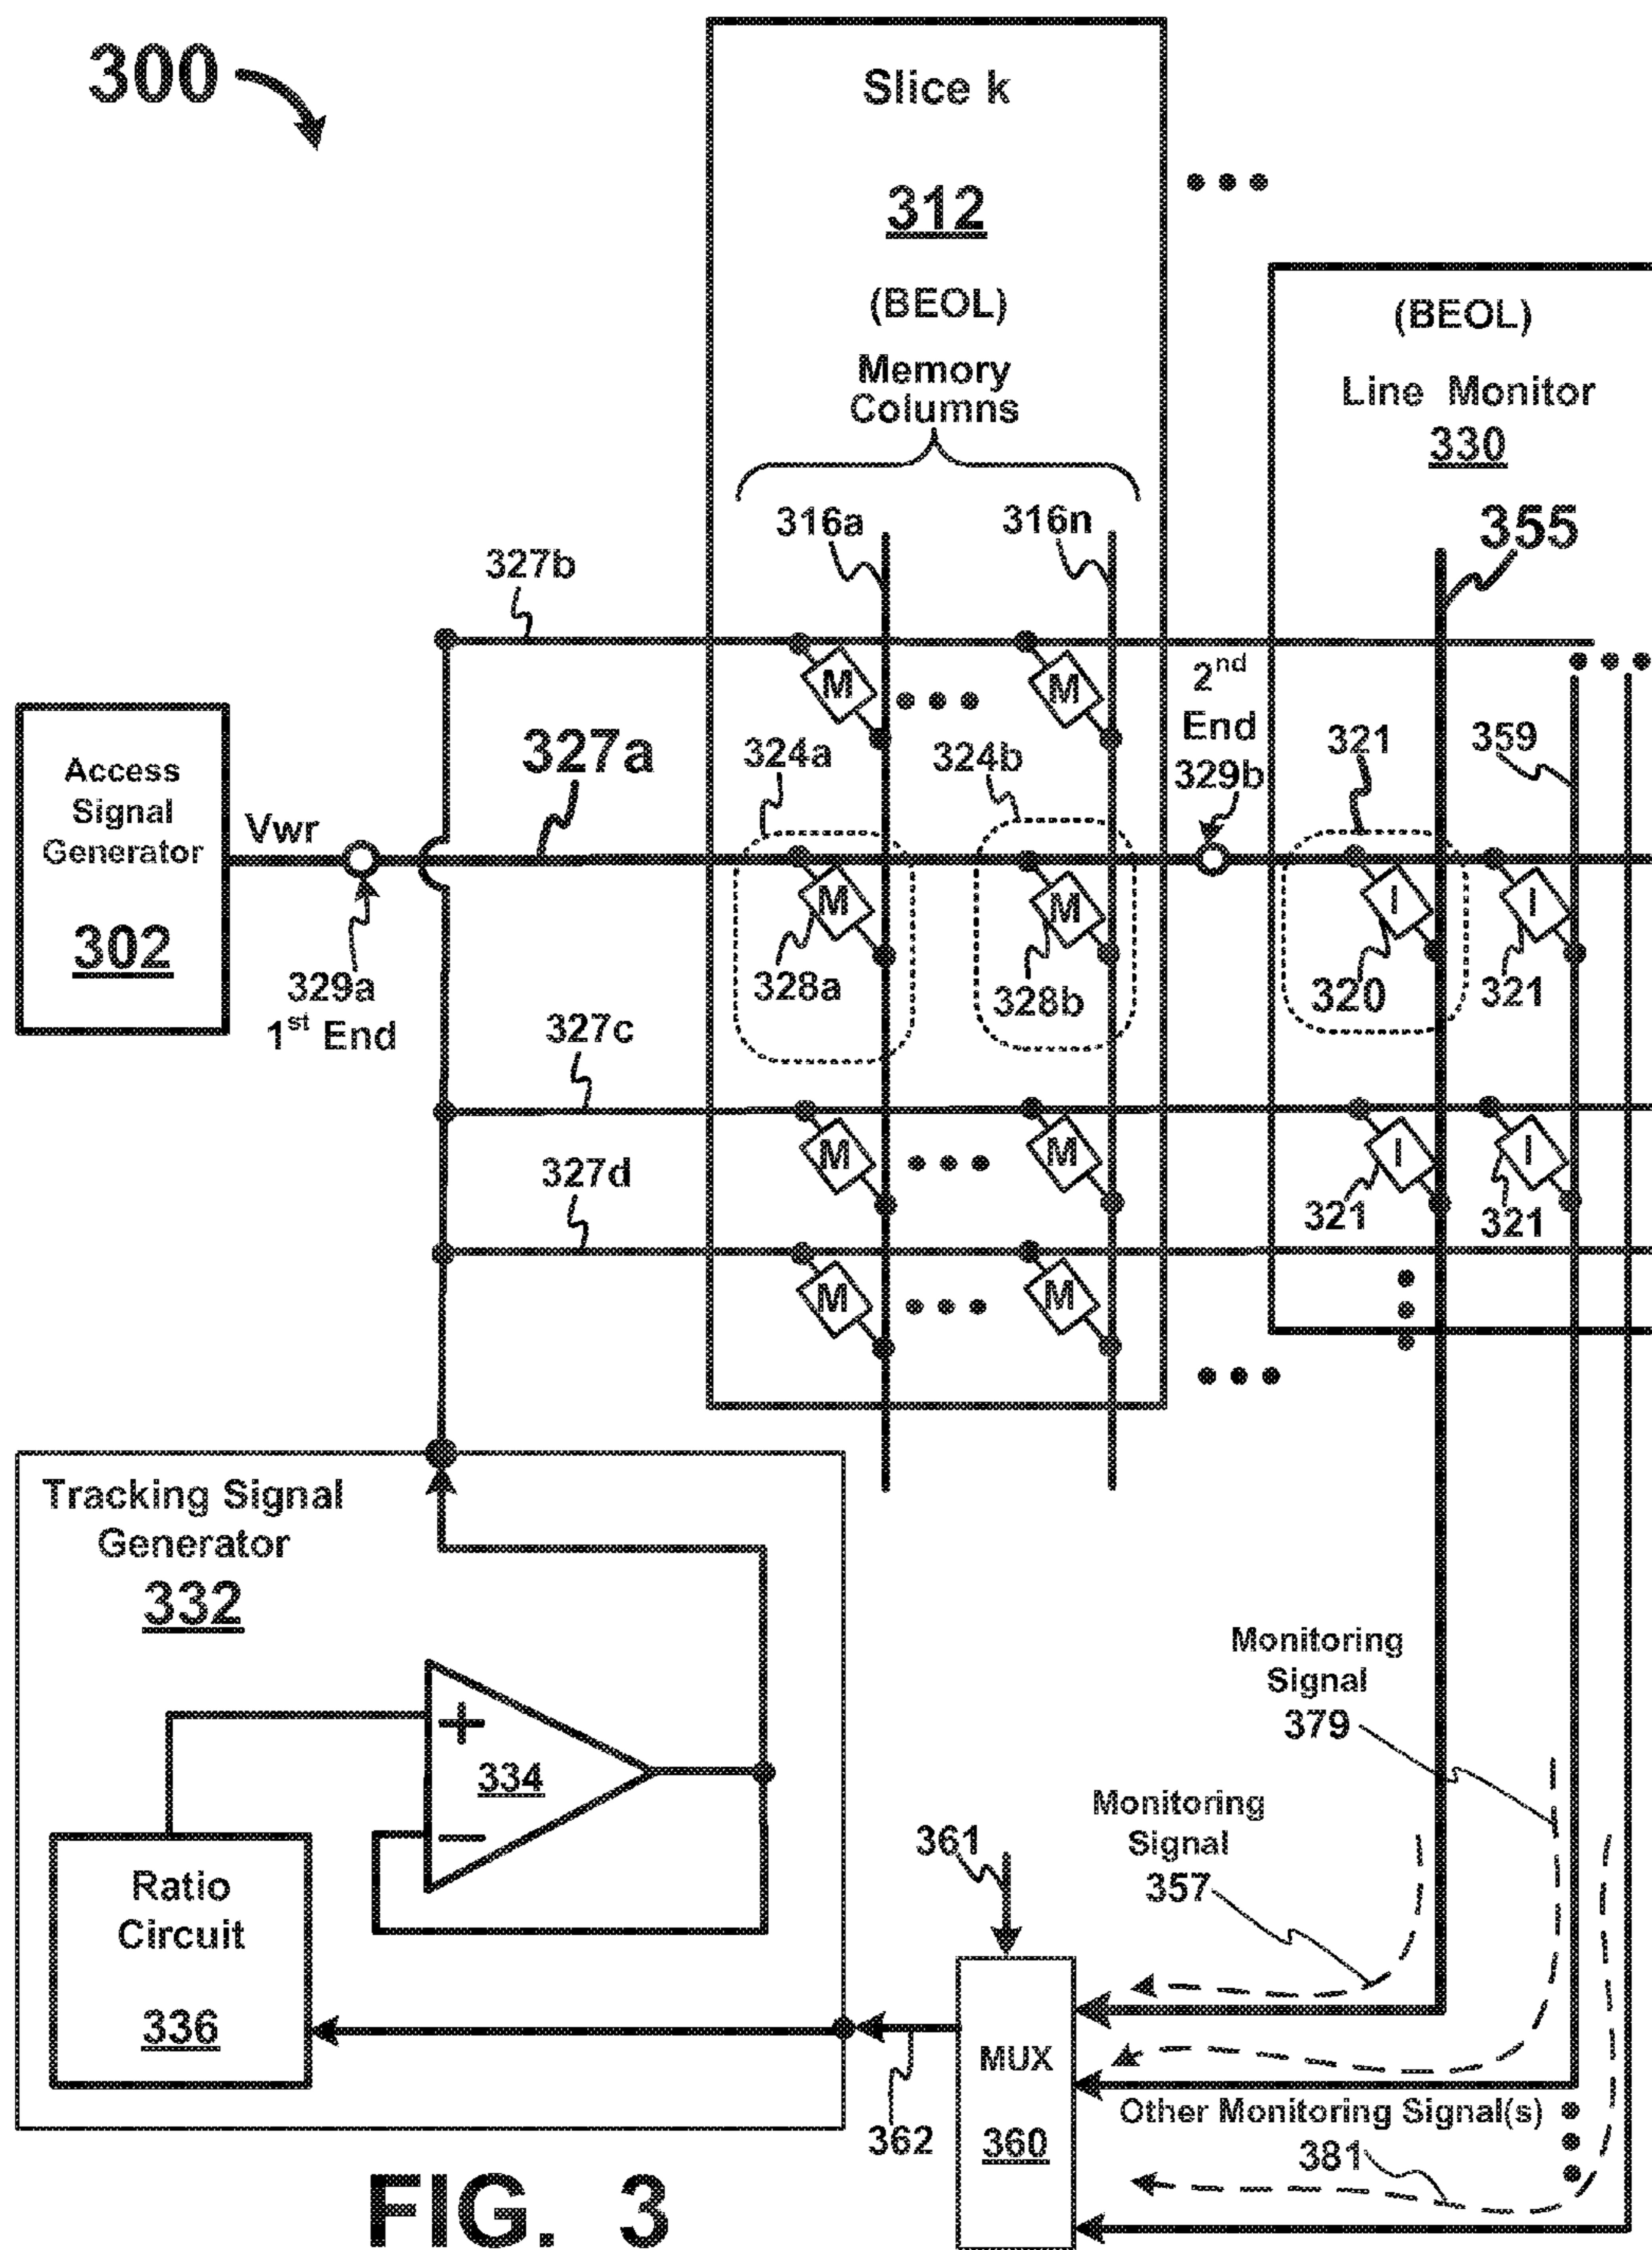 300
Slice k
312
(BEOL)
Memory
Columns
316a
316n
(BEOL)
Line Monitor
330
355
327b
M
M
2nd
End
329b
Access
Signal
Generator
302
Vwr
327a
324a
324b
321
359
M
M
I
I
329a
1st End
328a
328b
320
321
327c
M
M
I
I
327d
321
321
M
M
Tracking Signal
Generator
332
+
334
−
Ratio
Circuit
336
Monitoring
Signal
379
Monitoring
Signal
357
361
MUX
360
362
Other Monitoring Signal(s)
381
FIG. 3